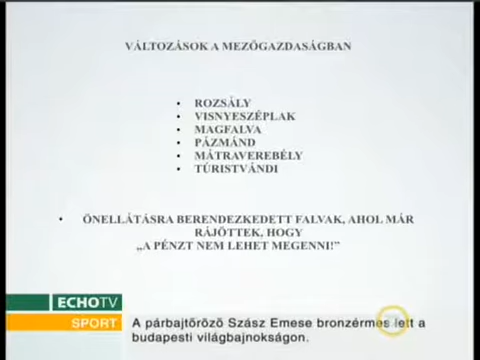 VÁLTOZÁSOK A MEZŐGAZDASÁGBAN
• ROZSÁLY
• VISNYESZÉPLAK
• MAGFALVA
• PÁZMÁND
• MÁTRAVEREBÉLY
• TÚRISTVÁNDI
• ÖNELLÁTÁSRA BERENDEZKEDETT FALVAK, AHOL MÁR
RÁJÖTTEK, HOGY
„A PÉNZT NEM LEHET MEGENNI!”
ECHOTV
SPORT
A párbajtőröző Szász Emese bronzérmes lett a
budapesti világbajnokságon.